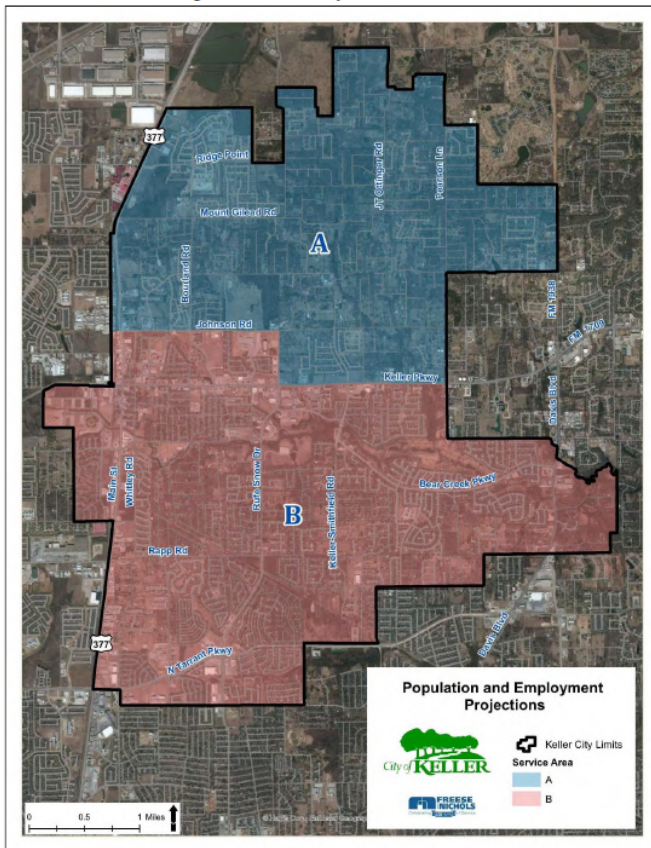 377
Ridge Point
JT Ottinger Rd
Pearson Ln
Mount Gilead Rd
A
Bourland Rd
FM 1938
Johnson Rd
FM 1709
Keller Pkwy
Davis Blvd
Main St
Whitley Rd
Rufe Snow Dr
Keller-Smithfield Rd
Bear Creek Pkwy
B
Rapp Rd
377
N Tarrant Pkwy
Davis Blvd
Population and Employment
Projections
City of KELLER
Keller City Limits
Service Area
A
B
FREESE
NICHOLS
0 0.5 1 Miles